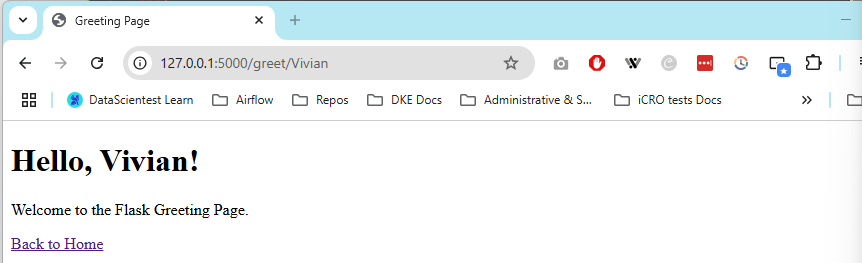 Greeting Page
127.0.0.1:5000/greet/Vivian
DataScientest Learn Airflow Repos DKE Docs Administrative & S... iCRO tests Docs
Hello, Vivian!
Welcome to the Flask Greeting Page.
Back to Home